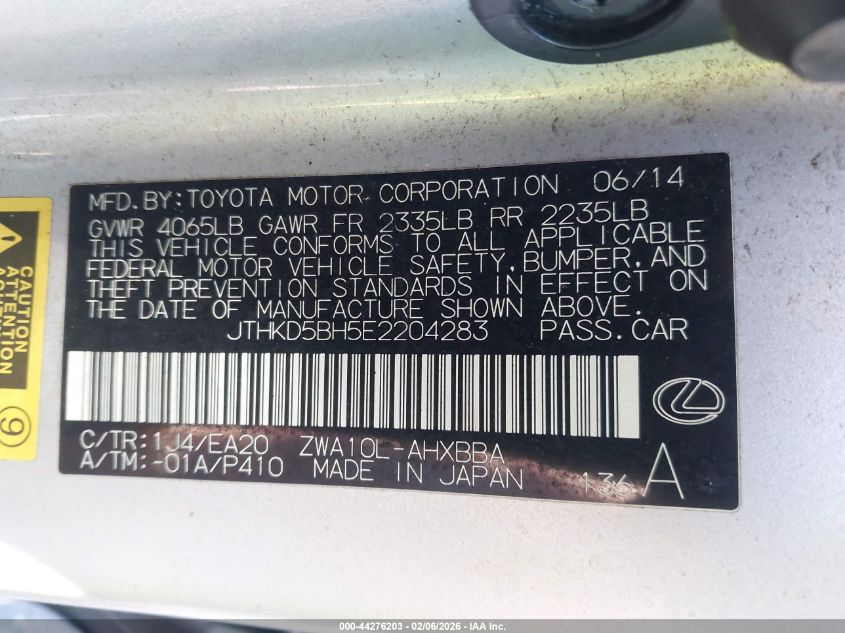 MFD. BY: TOYOTA MOTOR CORPORATION 06/14
GVWR 4065LB GAWR FR 2335LB RR 2235LB
THIS VEHICLE CONFORMS TO ALL APPLICABLE
FEDERAL MOTOR VEHICLE SAFETY, BUMPER, AND
THEFT PREVENTION STANDARDS IN EFFECT ON
THE DATE OF MANUFACTURE SHOWN ABOVE.
JTHKD5BH5E2204283 PASS.CAR
C/TR: 1J4/EA20 ZWA10L-AHXBBA
A/TM: -01A/P410 MADE IN JAPAN 136 A
CAUTION
ATTENTION
9
000-44276203 - 02/06/2026 - IAA Inc.